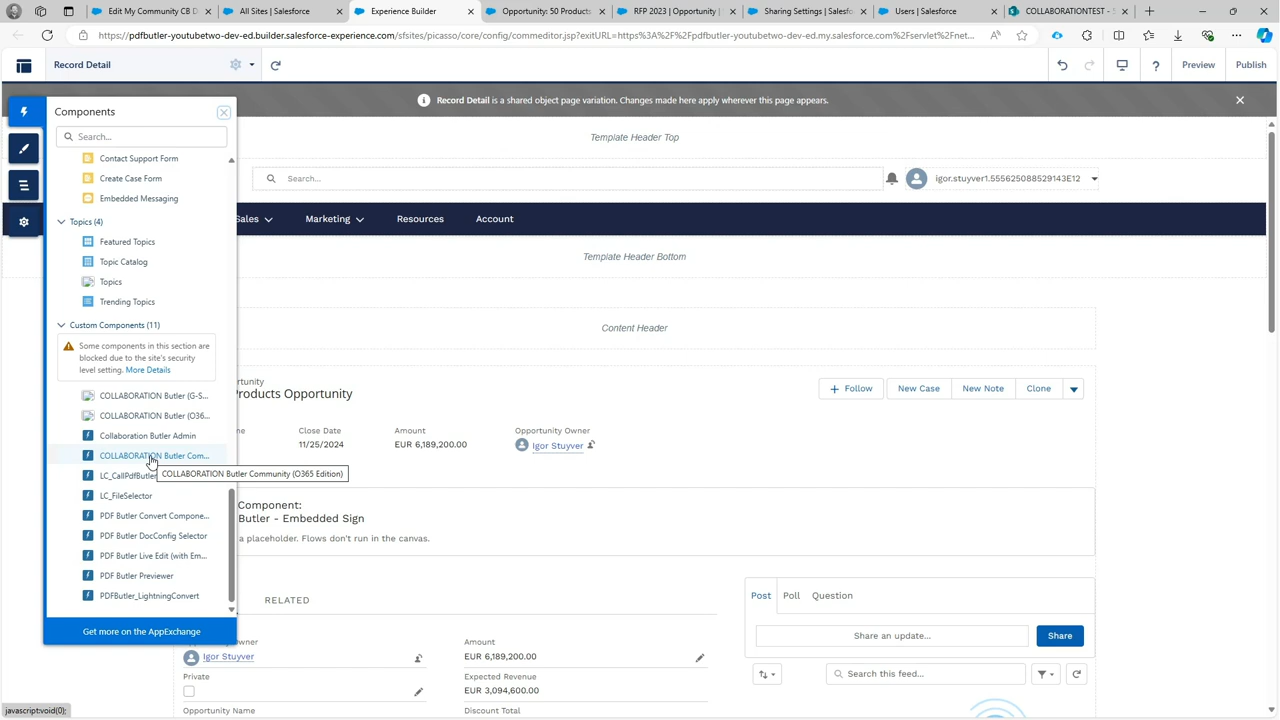 Edit My Community CB D
All Sites | Salesforce
Experience Builder
Opportunity: 50 Products
RFP 2023 | Opportunity |
Sharing Settings | Salesfo
Users | Salesforce
COLLABORATIONTEST - S
https://pdfbutler-youtubetwo-dev-ed.builder.salesforce-experience.com/sfsites/picasso/core/config/commeditor.jsp?exitURL=https%3A%2F%2Fpdfbutler-youtubetwo-dev-ed.my.salesforce.com%2Fservlet%2Fnet...
Record Detail
Preview
Publish
Record Detail is a shared object page variation. Changes made here apply wherever this page appears.
Components
Search...
Contact Support Form
Create Case Form
Embedded Messaging
Topics (4)
Featured Topics
Topic Catalog
Topics
Trending Topics
Custom Components (11)
Some components in this section are
blocked due to the site's security
level setting. More Details
COLLABORATION Butler (G-S...
COLLABORATION Butler (O36...
Collaboration Butler Admin
COLLABORATION Butler Com...
COLLABORATION Butler Community (O365 Edition)
LC_CallPdfButler
LC_FileSelector
PDF Butler Convert Compone...
PDF Butler DocConfig Selector
PDF Butler Live Edit (with Em...
PDF Butler Previewer
PDFButler_LightningConvert
Get more on the AppExchange
Template Header Top
Search...
igor.stuyver1.555625088529143E12
Sales
Marketing
Resources
Account
Template Header Bottom
Content Header
ortunity
Products Opportunity
Follow
New Case
New Note
Clone
me
Close Date
Amount
Opportunity Owner
11/25/2024
EUR 6,189,200.00
Igor Stuyver
Component:
Butler - Embedded Sign
a placeholder. Flows don't run in the canvas.
RELATED
Post
Poll
Question
Share an update...
Share
Search this feed...
wner
Igor Stuyver
Amount
EUR 6,189,200.00
Private
Expected Revenue
EUR 3,094,600.00
Opportunity Name
Discount Total
javascript:void(0);